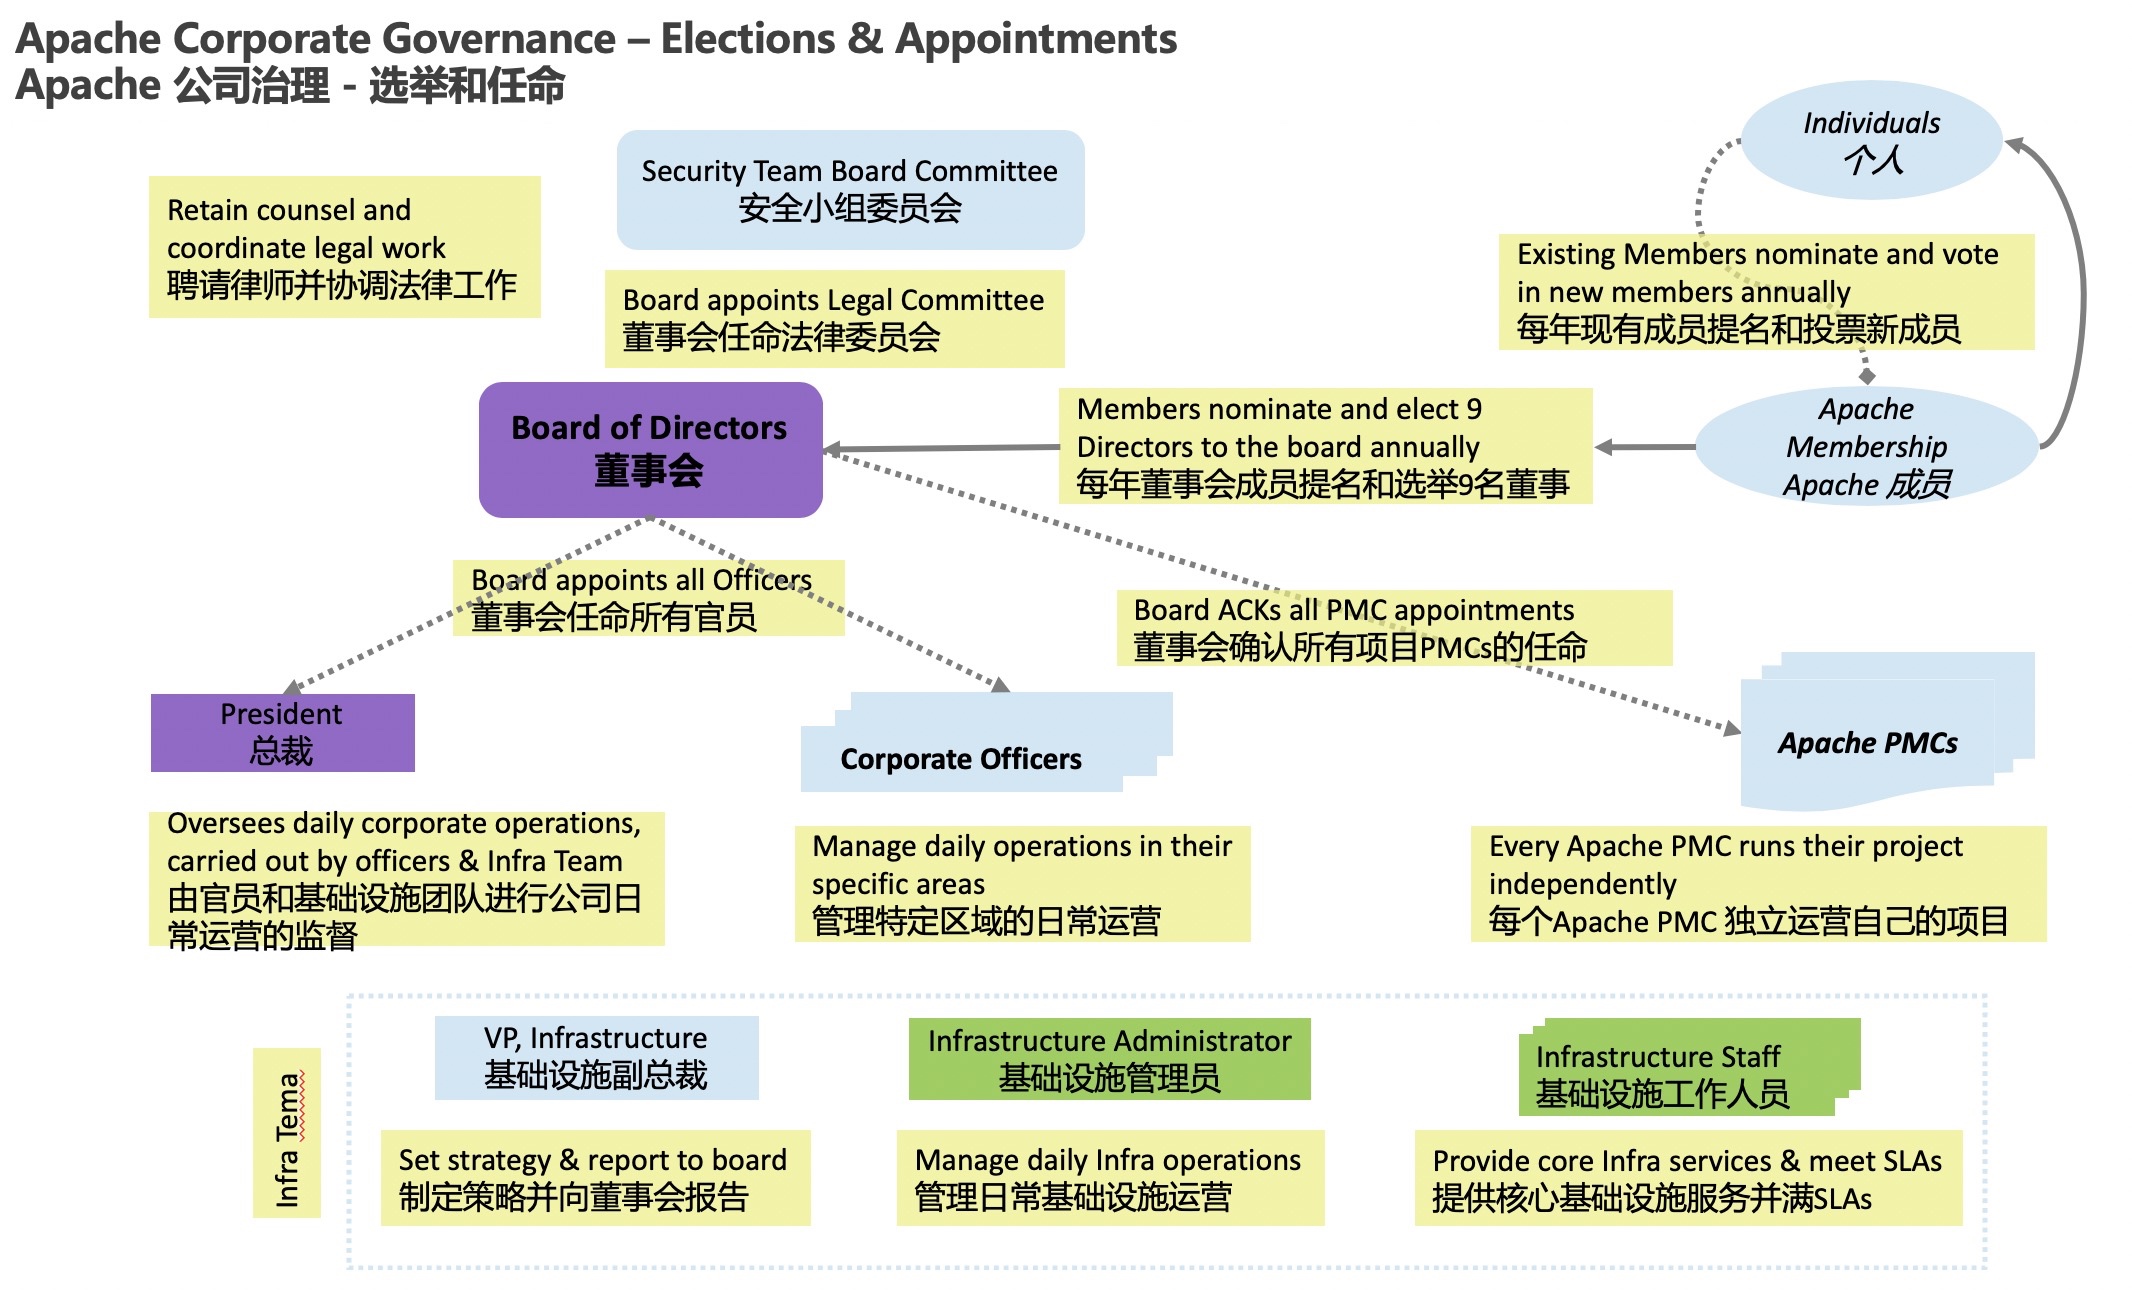 Apache Corporate Governance – Elections & Appointments
Apache 公司治理 - 选举和任命
Individuals
个人
Security Team Board Committee
安全小组委员会
Retain counsel and
coordinate legal work
聘请律师并协调法律工作
Existing Members nominate and vote
in new members annually
每年现有成员提名和投票新成员
Board appoints Legal Committee
董事会任命法律委员会
Board of Directors
董事会
Members nominate and elect 9
Directors to the board annually
每年董事会成员提名和选举9名董事
Apache
Membership
Apache 成员
Board appoints all Officers
董事会任命所有官员
Board ACKs all PMC appointments
董事会确认所有项目PMCs的任命
President
总裁
Corporate Officers
Apache PMCs
Oversees daily corporate operations,
carried out by officers & Infra Team
由官员和基础设施团队进行公司日
常运营的监督
Manage daily operations in their
specific areas
管理特定区域的日常运营
Every Apache PMC runs their project
independently
每个Apache PMC 独立运营自己的项目
Infra Tema
VP, Infrastructure
基础设施副总裁
Infrastructure Administrator
基础设施管理员
Infrastructure Staff
基础设施工作人员
Set strategy & report to board
制定策略并向董事会报告
Manage daily Infra operations
管理日常基础设施运营
Provide core Infra services & meet SLAs
提供核心基础设施服务并满SLAs